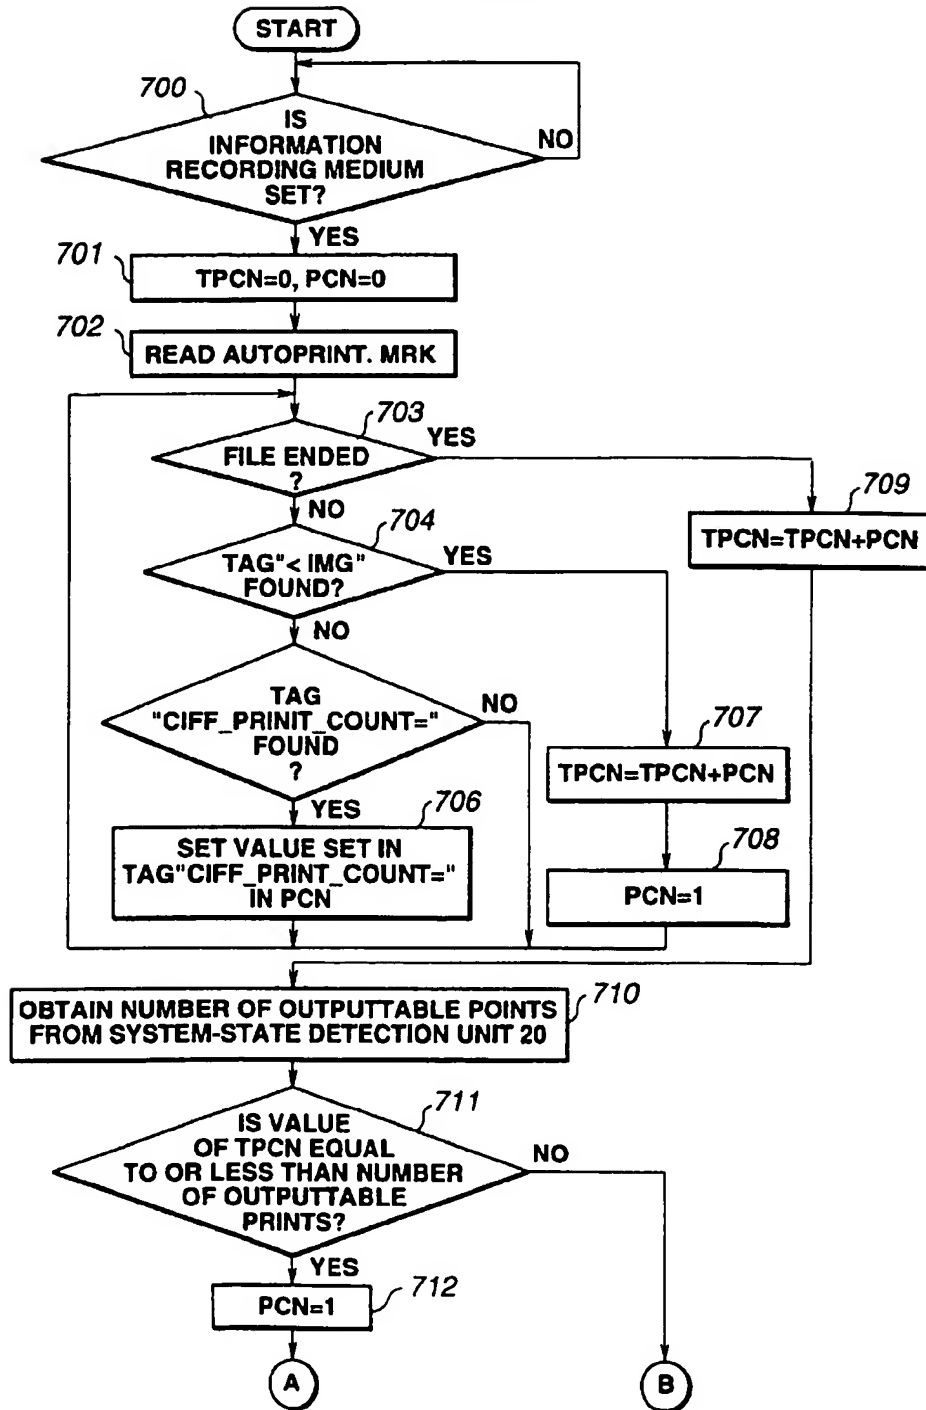 START
700
IS
INFORMATION
RECORDING MEDIUM
SET?
NO
YES
701
TPCN=0, PCN=0
702
READ AUTOPRINT. MRK
703
FILE ENDED
?
YES
NO
704
TAG"< IMG"
FOUND?
YES
NO
709
TPCN=TPCN+PCN
TAG
"CIFF_PRINIT_COUNT="
FOUND
?
NO
YES
707
TPCN=TPCN+PCN
706
SET VALUE SET IN
TAG"CIFF_PRINT_COUNT="
IN PCN
708
PCN=1
OBTAIN NUMBER OF OUTPUTTABLE POINTS
FROM SYSTEM-STATE DETECTION UNIT 20
710
711
IS VALUE
OF TPCN EQUAL
TO OR LESS THAN NUMBER
OF OUTPUTTABLE
PRINTS?
NO
YES
712
PCN=1
A
B